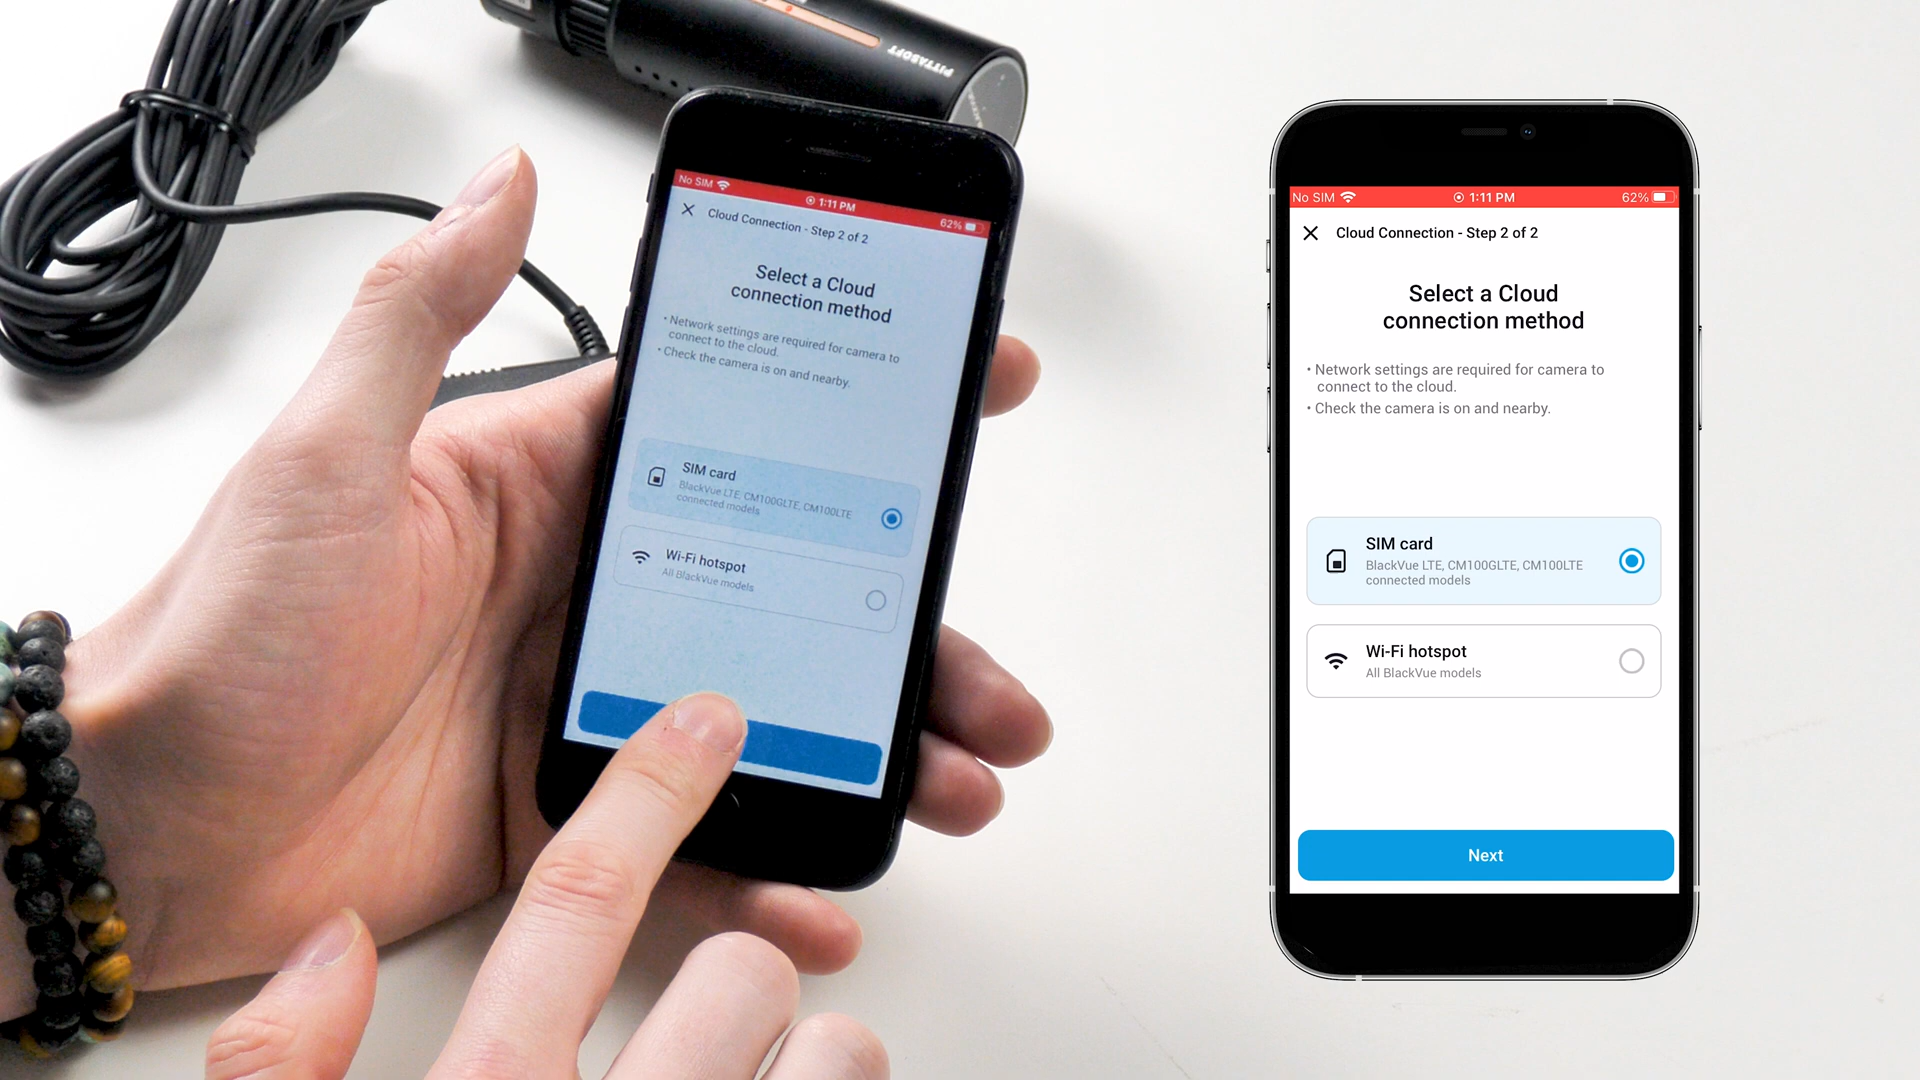 PITTASOFT
No SIM
1:11 PM
62%
Cloud Connection - Step 2 of 2
Select a Cloud
connection method
• Network settings are required for camera to
connect to the cloud.
• Check the camera is on and nearby.
SIM card
BlackVue LTE, CM100GLTE, CM100LTE
connected models
Wi-Fi hotspot
All BlackVue models
No SIM
1:11 PM
62%
Cloud Connection - Step 2 of 2
Select a Cloud
connection method
• Network settings are required for camera to
connect to the cloud.
• Check the camera is on and nearby.
SIM card
BlackVue LTE, CM100GLTE, CM100LTE
connected models
Wi-Fi hotspot
All BlackVue models
Next